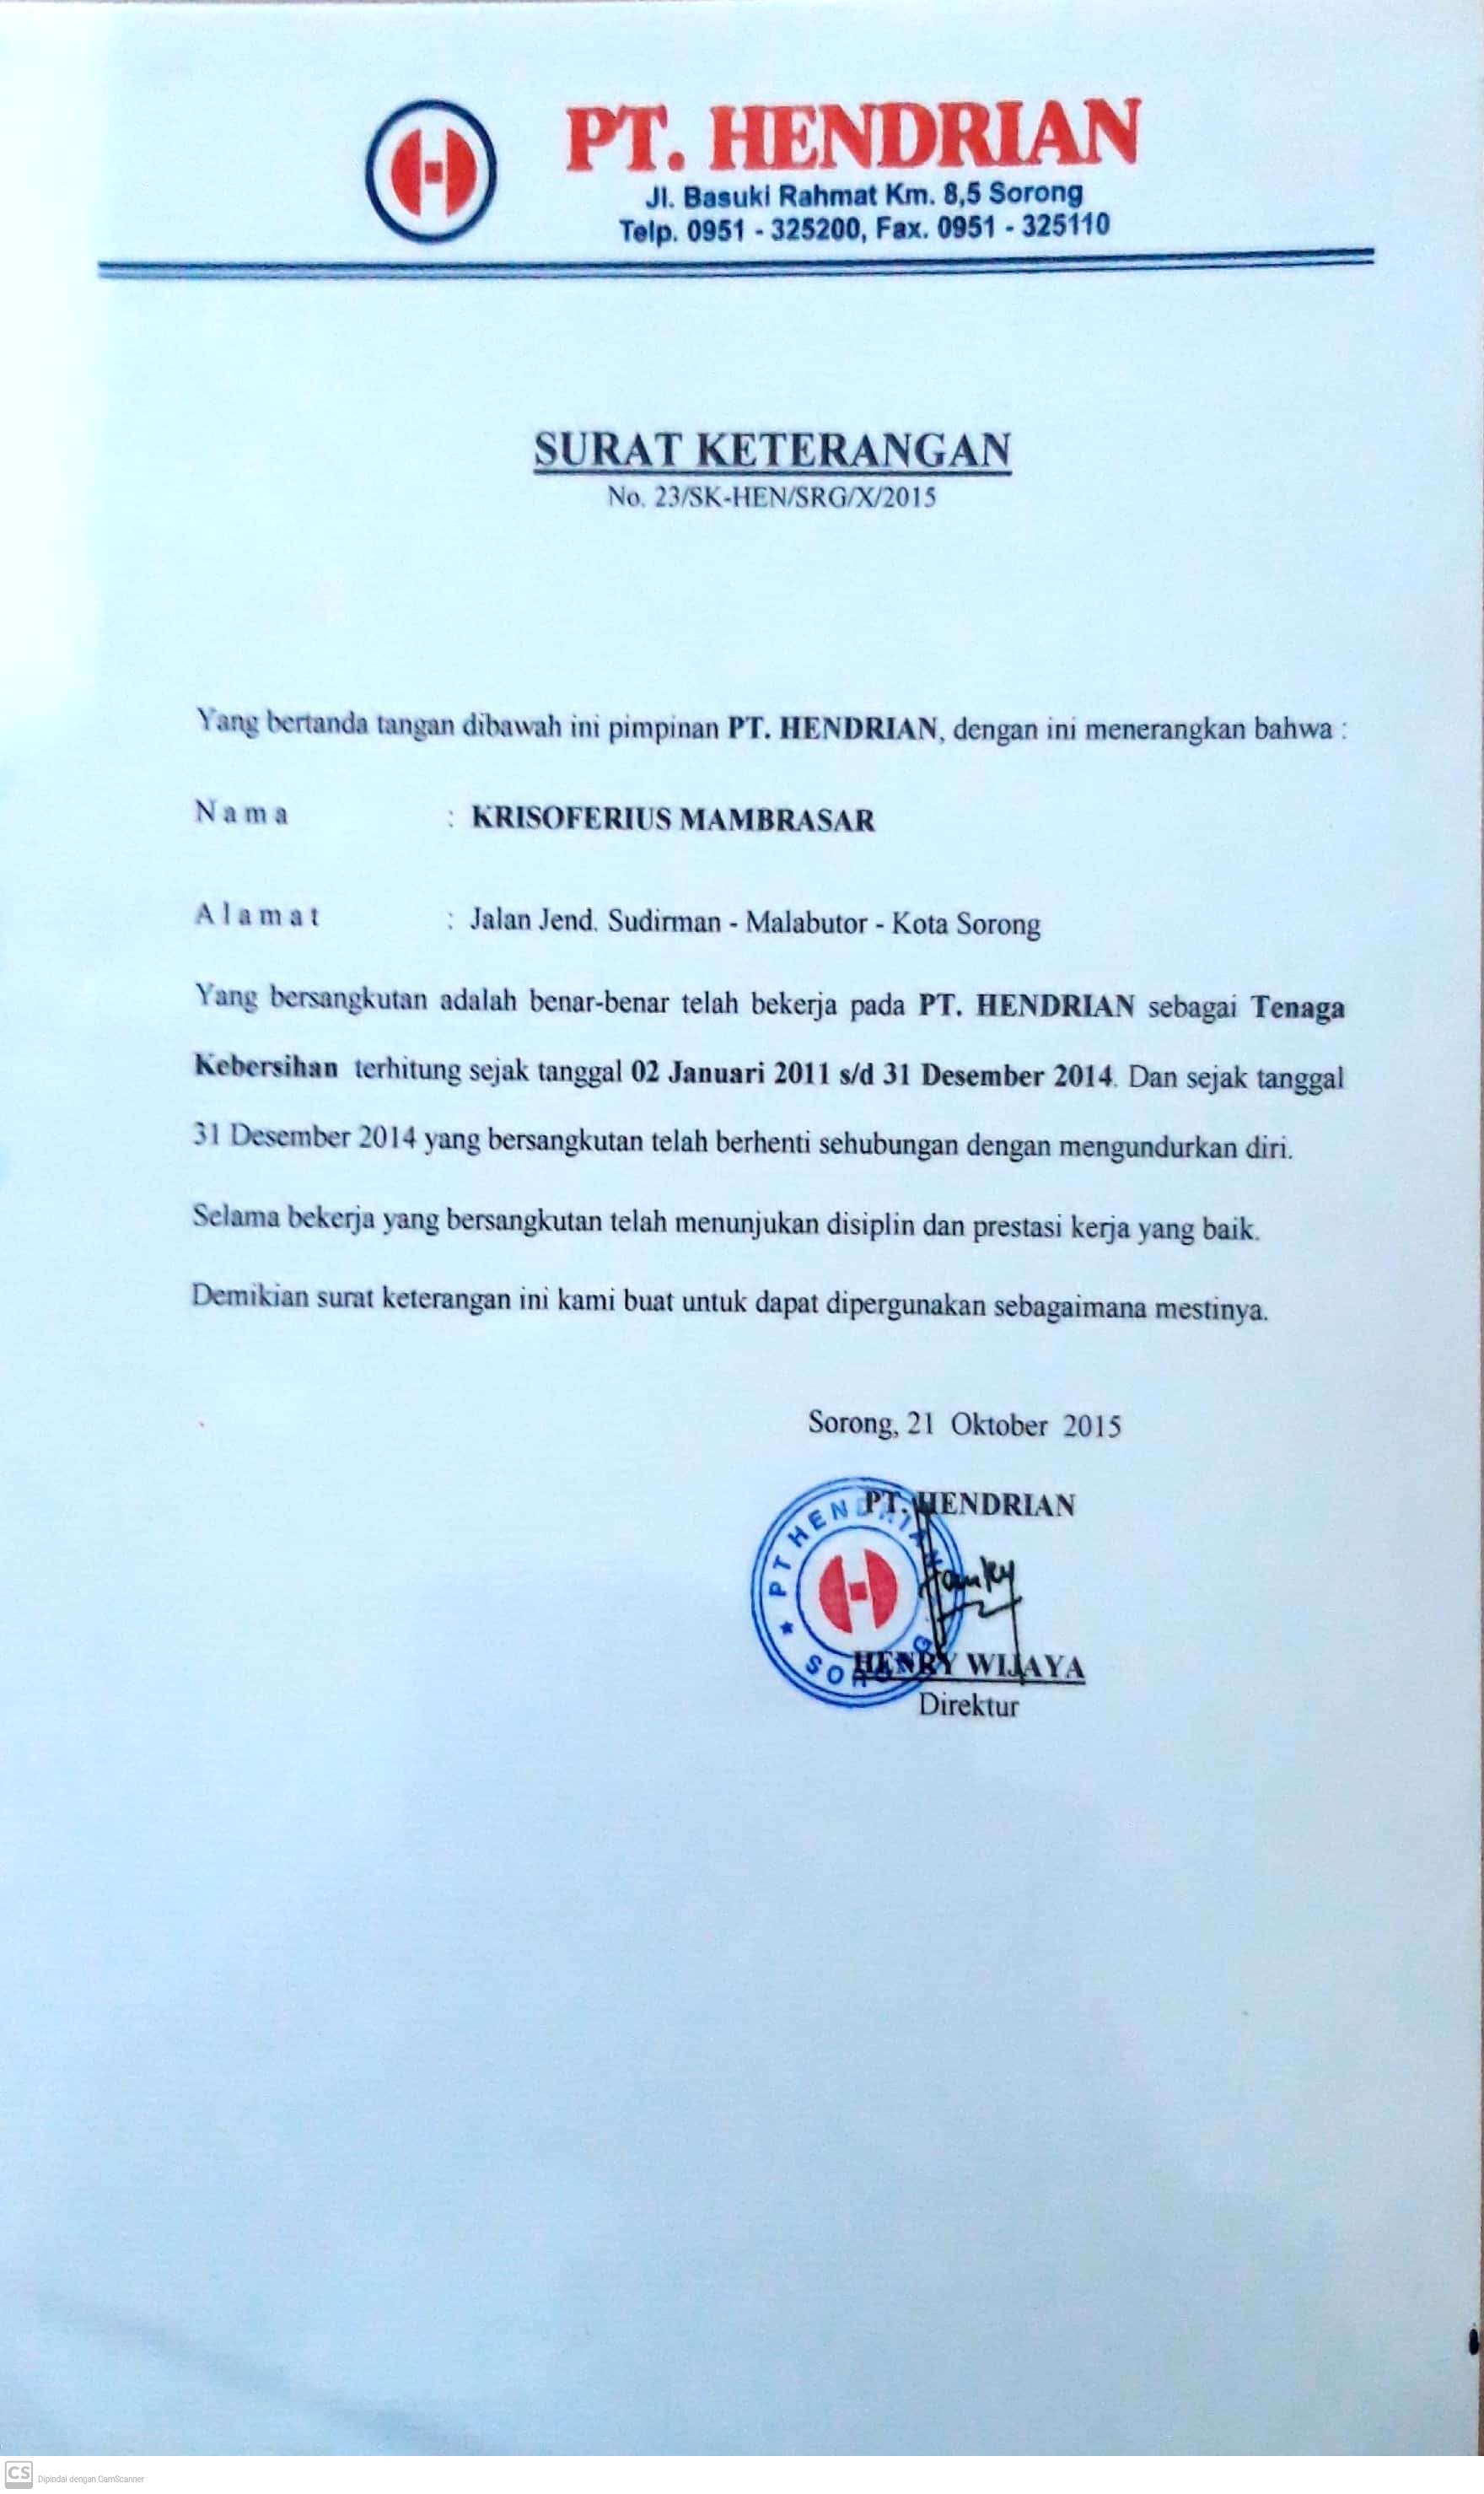 PT. HENDRIAN
Jl. Basuki Rahmat Km. 8,5 Sorong
Telp. 0951 - 325200, Fax. 0951 - 325110
SURAT KETERANGAN
No. 23/SK-HEN/SRG/X/2015
Yang bertanda tangan dibawah ini pimpinan PT. HENDRIAN, dengan ini menerangkan bahwa :
Nama : KRISOFERIUS MAMBRASAR
Alamat : Jalan Jend. Sudirman - Malabutor - Kota Sorong
Yang bersangkutan adalah benar-benar telah bekerja pada PT. HENDRIAN sebagai Tenaga
Kebersihan terhitung sejak tanggal 02 Januari 2011 s/d 31 Desember 2014. Dan sejak tanggal
31 Desember 2014 yang bersangkutan telah berhenti sehubungan dengan mengundurkan diri.
Selama bekerja yang bersangkutan telah menunjukan disiplin dan prestasi kerja yang baik.
Demikian surat keterangan ini kami buat untuk dapat dipergunakan sebagaimana mestinya.
Sorong, 21 Oktober 2015
PT. HENDRIAN
PT HENDRIAN
SORONG
HENRY WIJAYA
Direktur
CS Dipindai dengan CamScanner